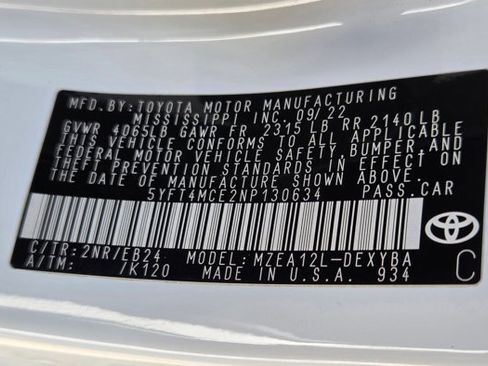 MFD.BY:TOYOTA MOTOR MANUFACTURING
MISSISSIPPI, INC. 09/22
GVWR 4065LB GAWR FR 2315LB RR 2140LB
THIS VEHICLE CONFORMS TO ALL APPLICABLE
FEDERAL MOTOR VEHICLE SAFETY,BUMPER,AND
THEFT PREVENTION STANDARDS IN EFFECT ON
THE DATE OF MANUFACTURE SHOWN ABOVE.
5YFT4MCE2NP130634 PASS.CAR
C/TR:2NR/EB24 MODEL:MZEA12L-DEXYBA
A/TM: /K120 MADE IN U.S.A. 934
TOYOTA
C